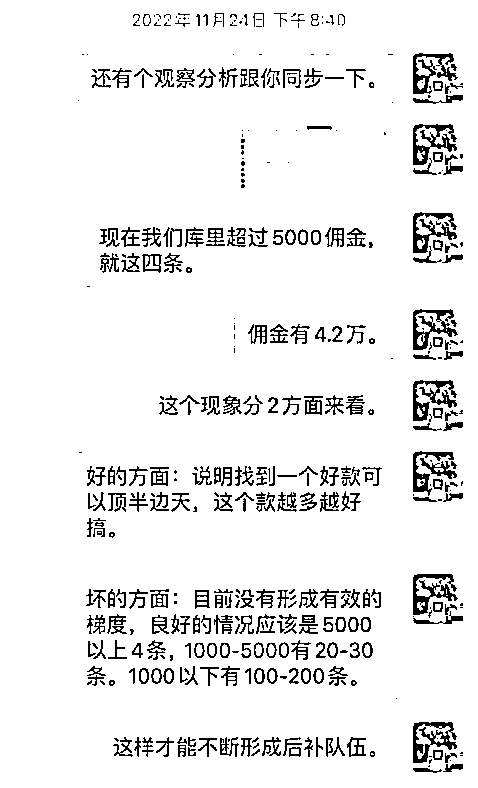 2022年11月24日 下午8:40
还有个观察分析跟你同步一下。
现在我们库里超过5000佣金，
就这四条。
佣金有4.2万。
这个现象分2方面来看。
好的方面：说明找到一个好款可
以顶半边天，这个款越多越好
搞。
坏的方面：目前没有形成有效的
梯度，良好的情况应该是5000
以上4条，1000-5000有20-30
条。1000以下有100-200条。
这样才能不断形成后补队伍。